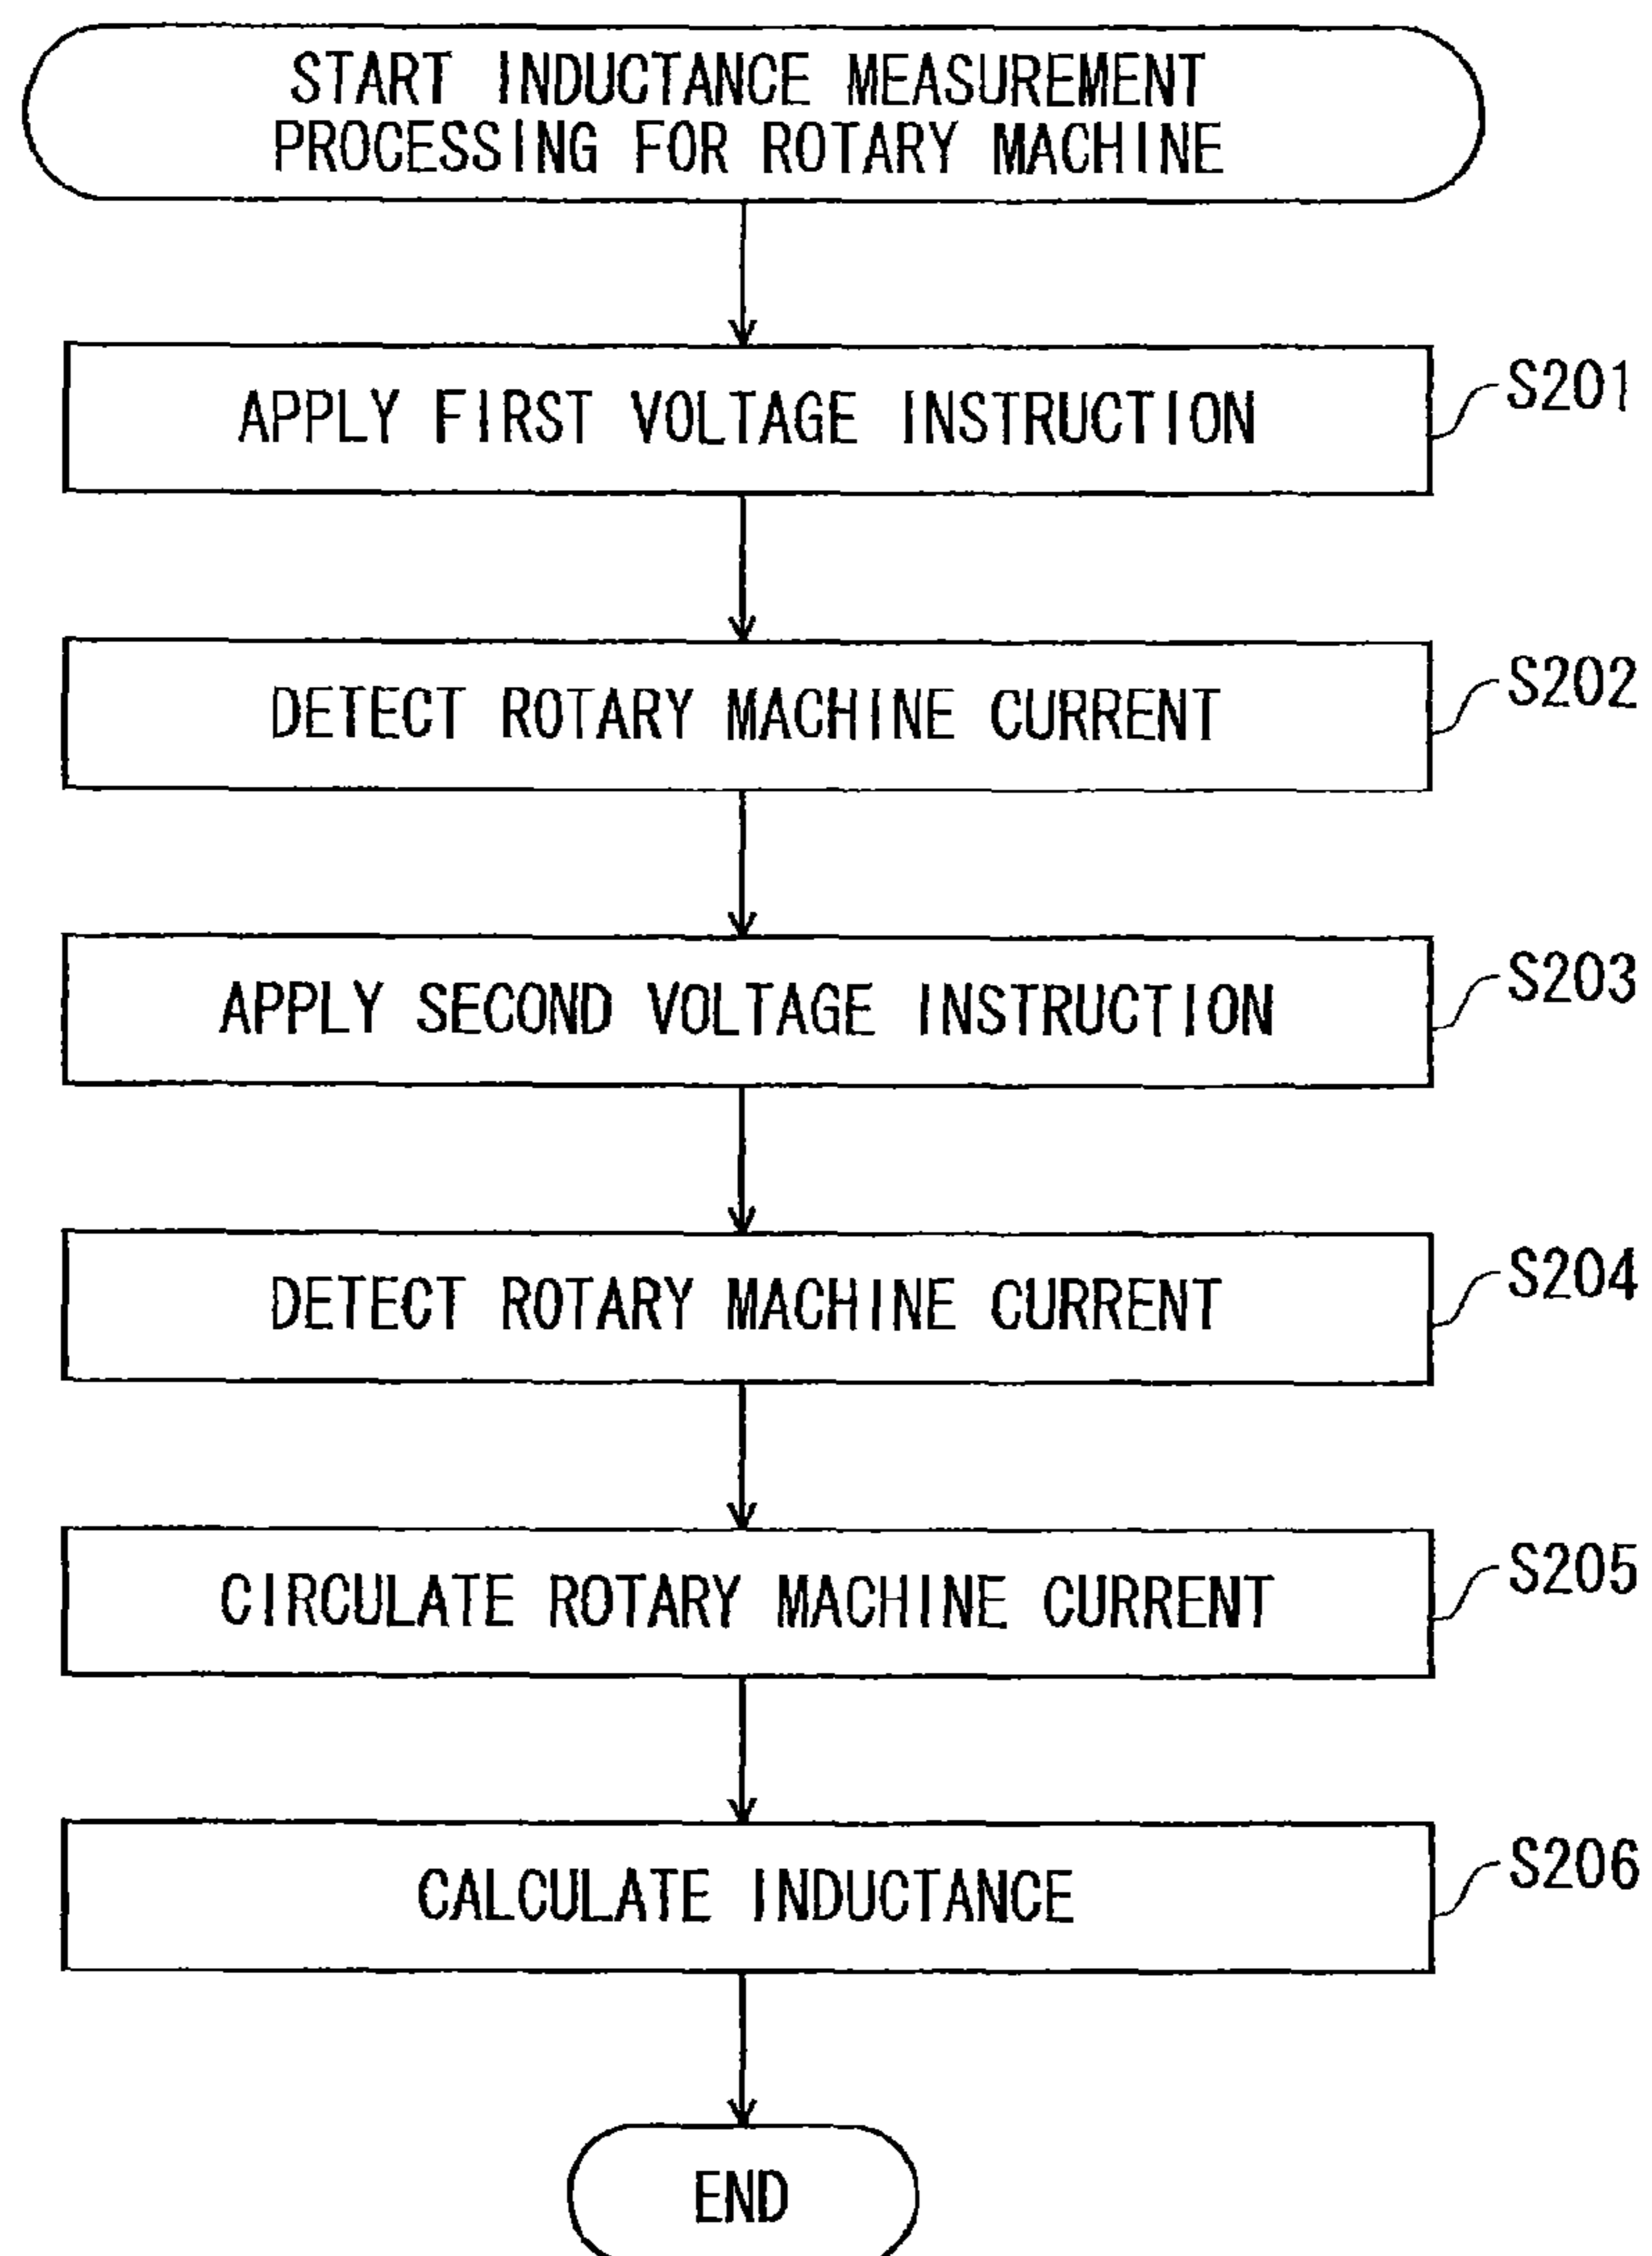 START INDUCTANCE MEASUREMENT
PROCESSING FOR ROTARY MACHINE
APPLY FIRST VOLTAGE INSTRUCTION
S201
DETECT ROTARY MACHINE CURRENT
S202
APPLY SECOND VOLTAGE INSTRUCTION
S203
DETECT ROTARY MACHINE CURRENT
S204
CIRCULATE ROTARY MACHINE CURRENT
S205
CALCULATE INDUCTANCE
S206
END